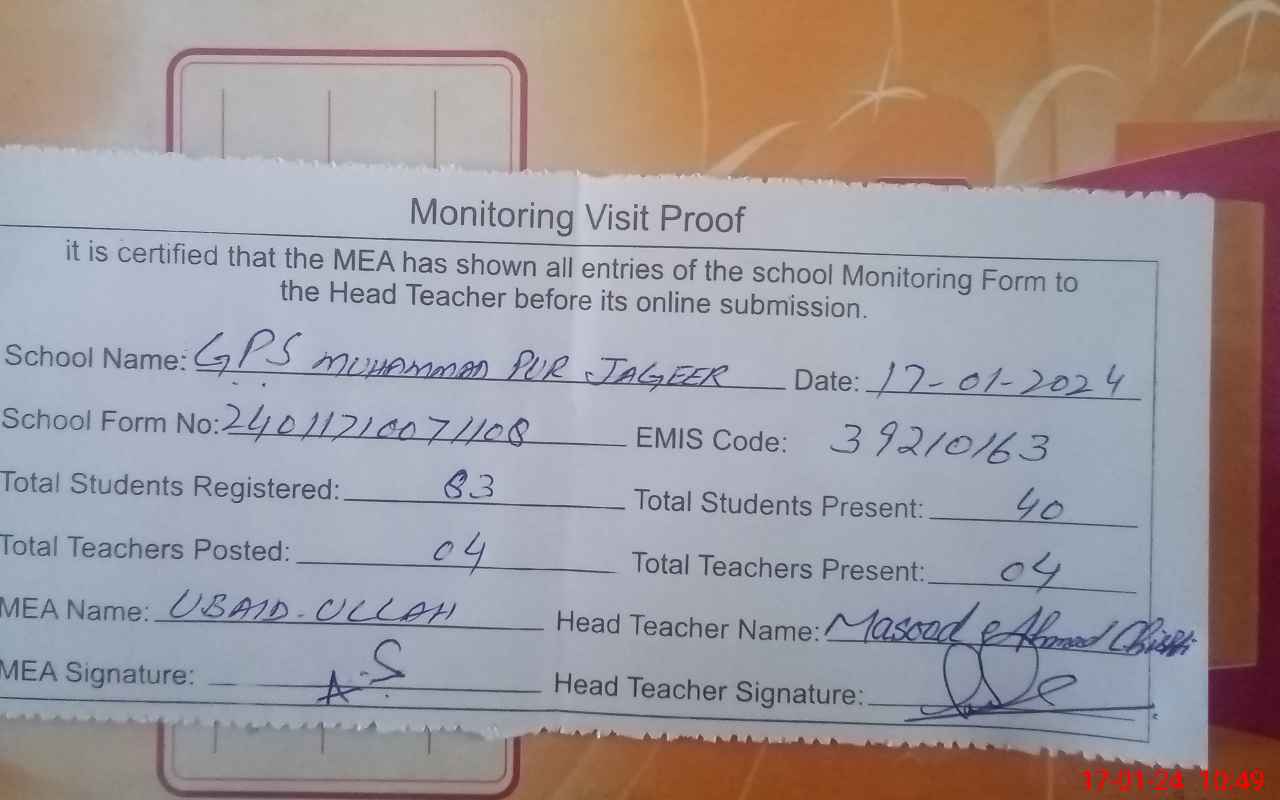 Monitoring Visit Proof
it is certified that the MEA has shown all entries of the school Monitoring Form to
the Head Teacher before its online submission.
School Name: GPS MUHAMMAD PUR JAGEER Date: 17-01-2024
School Form No: 24011710071108 EMIS Code: 39210163
Total Students Registered: 83 Total Students Present: 40
Total Teachers Posted: 04 Total Teachers Present: 04
MEA Name: UBAID-ULLAH Head Teacher Name: Masood Ahmad
MEA Signature: Head Teacher Signature:
17-01-24 10:49